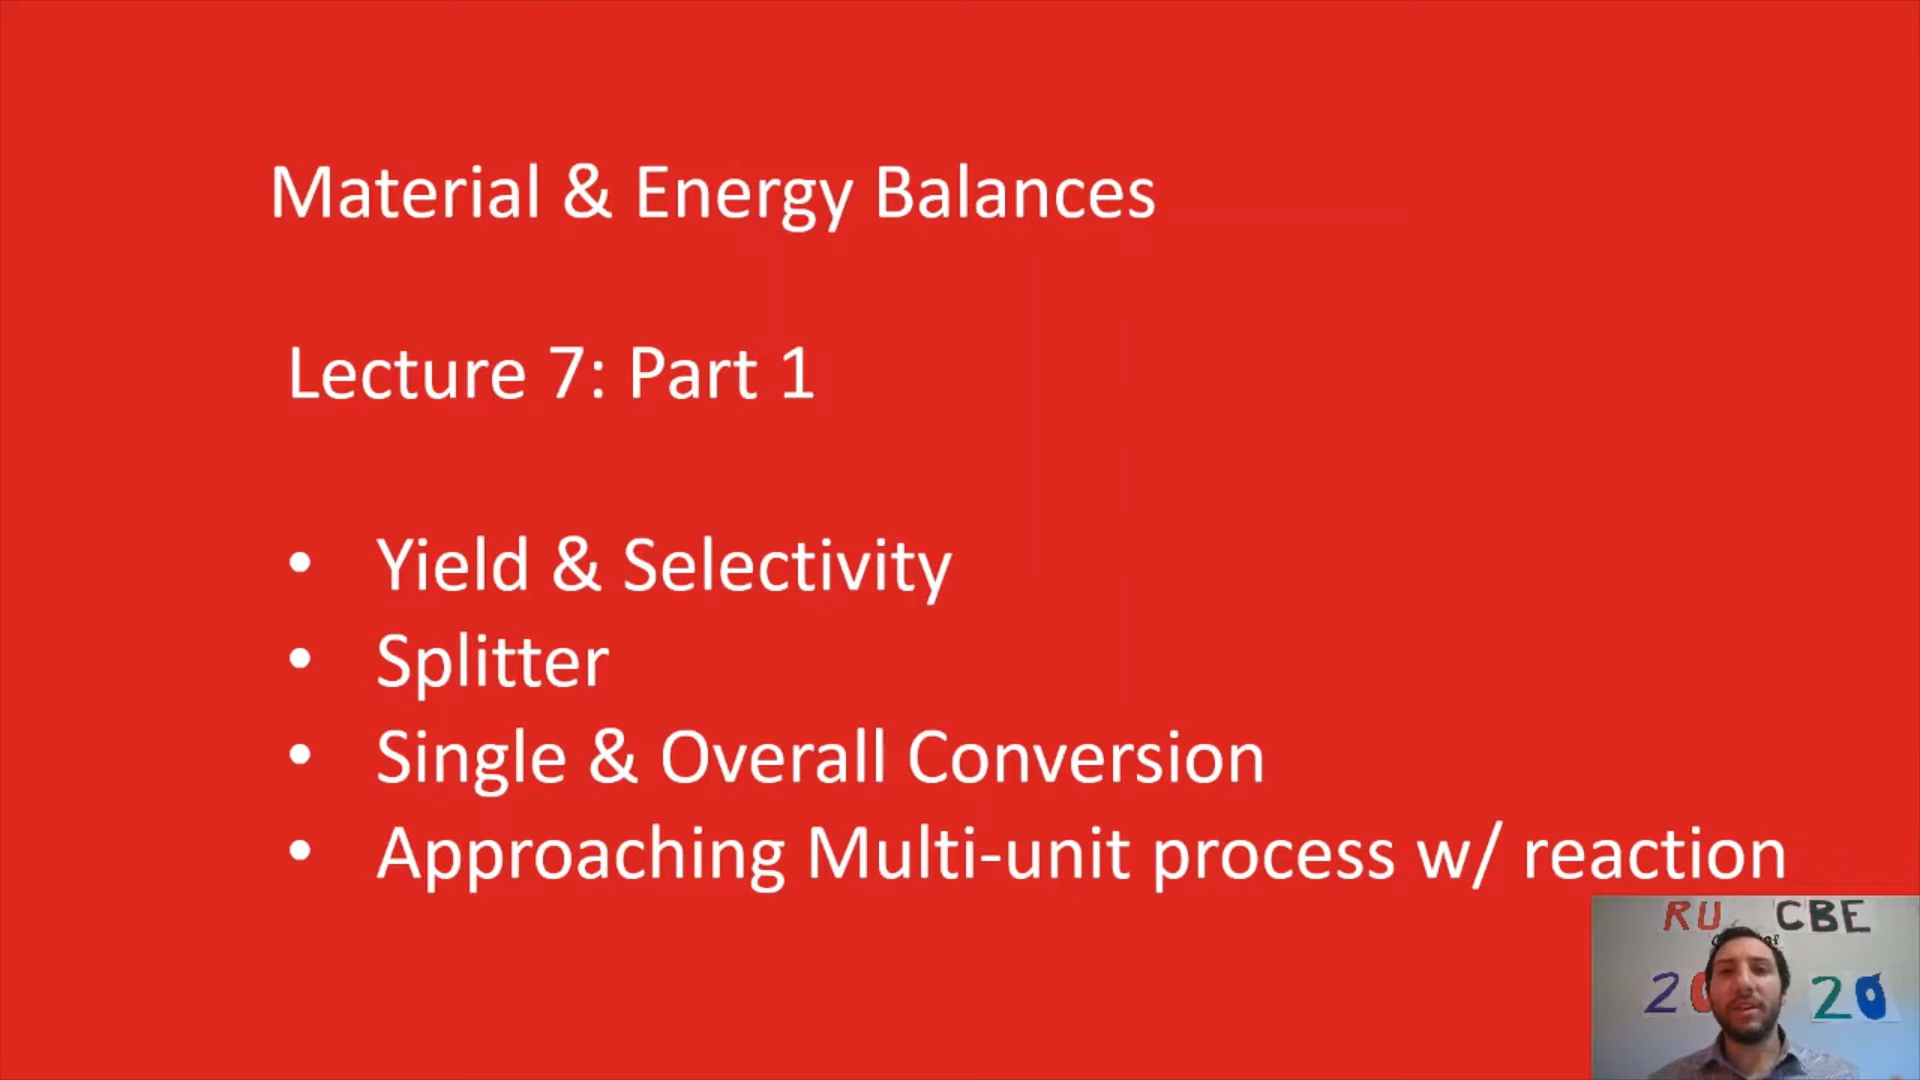 Material & Energy Balances
Lecture 7: Part 1
• Yield & Selectivity
• Splitter
• Single & Overall Conversion
• Approaching Multi-unit process w/ reaction
RU CBE
20 20